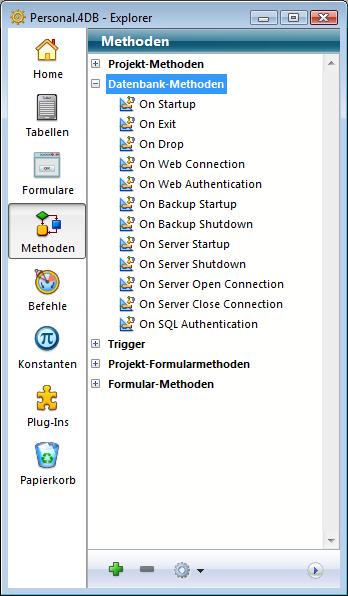 Personal.4DB - Explorer
Home
Tabellen
Formulare
Methoden
Befehle
Konstanten
Plug-Ins
Papierkorb
Methoden
Projekt-Methoden
Datenbank-Methoden
On Startup
On Exit
On Drop
On Web Connection
On Web Authentication
On Backup Startup
On Backup Shutdown
On Server Startup
On Server Shutdown
On Server Open Connection
On Server Close Connection
On SQL Authentication
Trigger
Projekt-Formularmethoden
Formular-Methoden